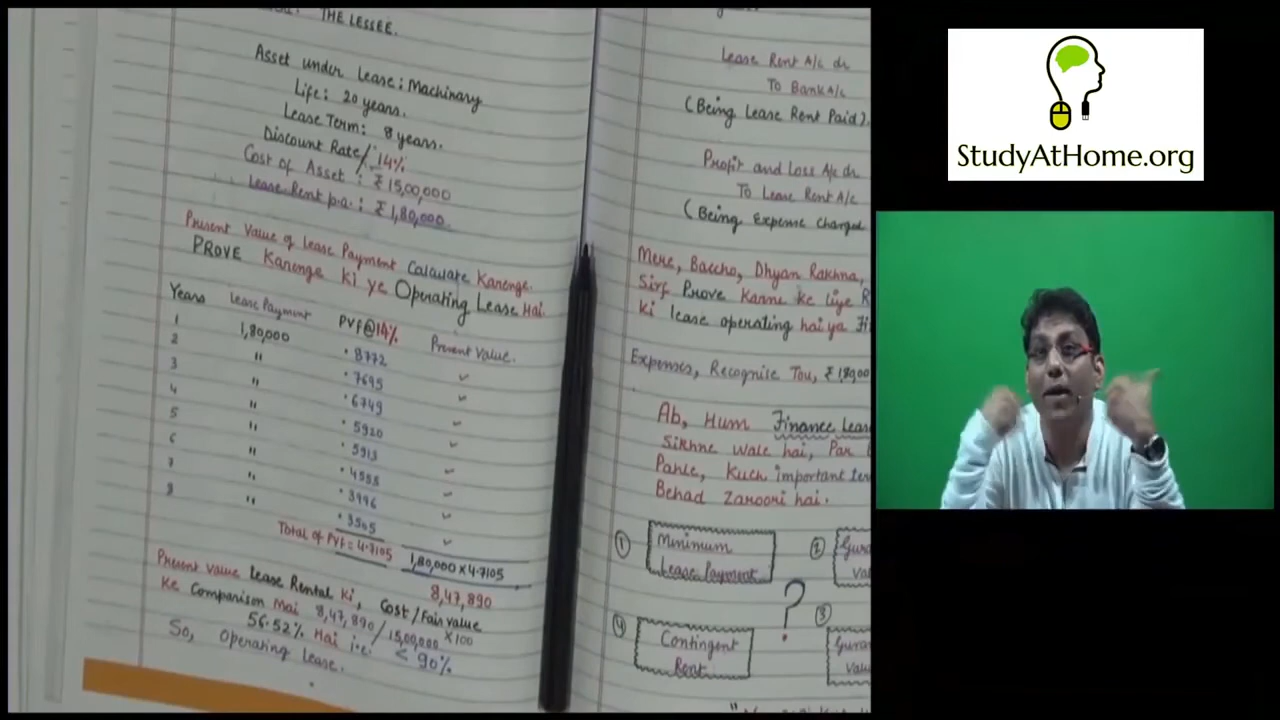 THE LESSEE.
Asset under Lease: Machinary
Life: 20 years.
Lease Term: 8 years.
Discount Rate/ 14%
Cost of Asset : ₹15,00,000
Lease Rent p.a.: ₹1,80,000.
Present Value of Lease Payment Calculate Karenge.
PROVE Karenge ki ye Operating Lease Hai.
Years Lease Payment PVf@14% Present Value.
1 1,80,000 .8772 ✓
2 " .7695 ✓
3 " .6749 ✓
4 " .5920 ✓
5 " .5913 ✓
6 " .4558 ✓
7 " .3996 ✓
8 " .3505 ✓
Total of PVf = 4.7105 1,80,000 x 4.7105
8,47,890
Present Value Lease Rental Ki, Cost/Fair value
ke Comparison Mai 8,47,890/15,00,000 x 100
56.52% Hai i.e. < 90%
So, Operating Lease.
Lease Rent A/c dr
To Bank A/c
(Being Lease Rent Paid).
Profit and Loss A/c dr
To Lease Rent A/c
(Being Expense Charged
Mere, Baccho, Dhyan Rakhna,
Sirf Prove Karne ke liye
ki lease operating hai ya
Expenses, Recognise Tou, ₹
Ab, Hum Finance Leas
Sikhne wale hai, Par
Pahle, Kuch important
Behad Zaroori hai.
① Minimum
Lease Payment
②
?
③
④ Contingent
Rent
StudyAtHome.org